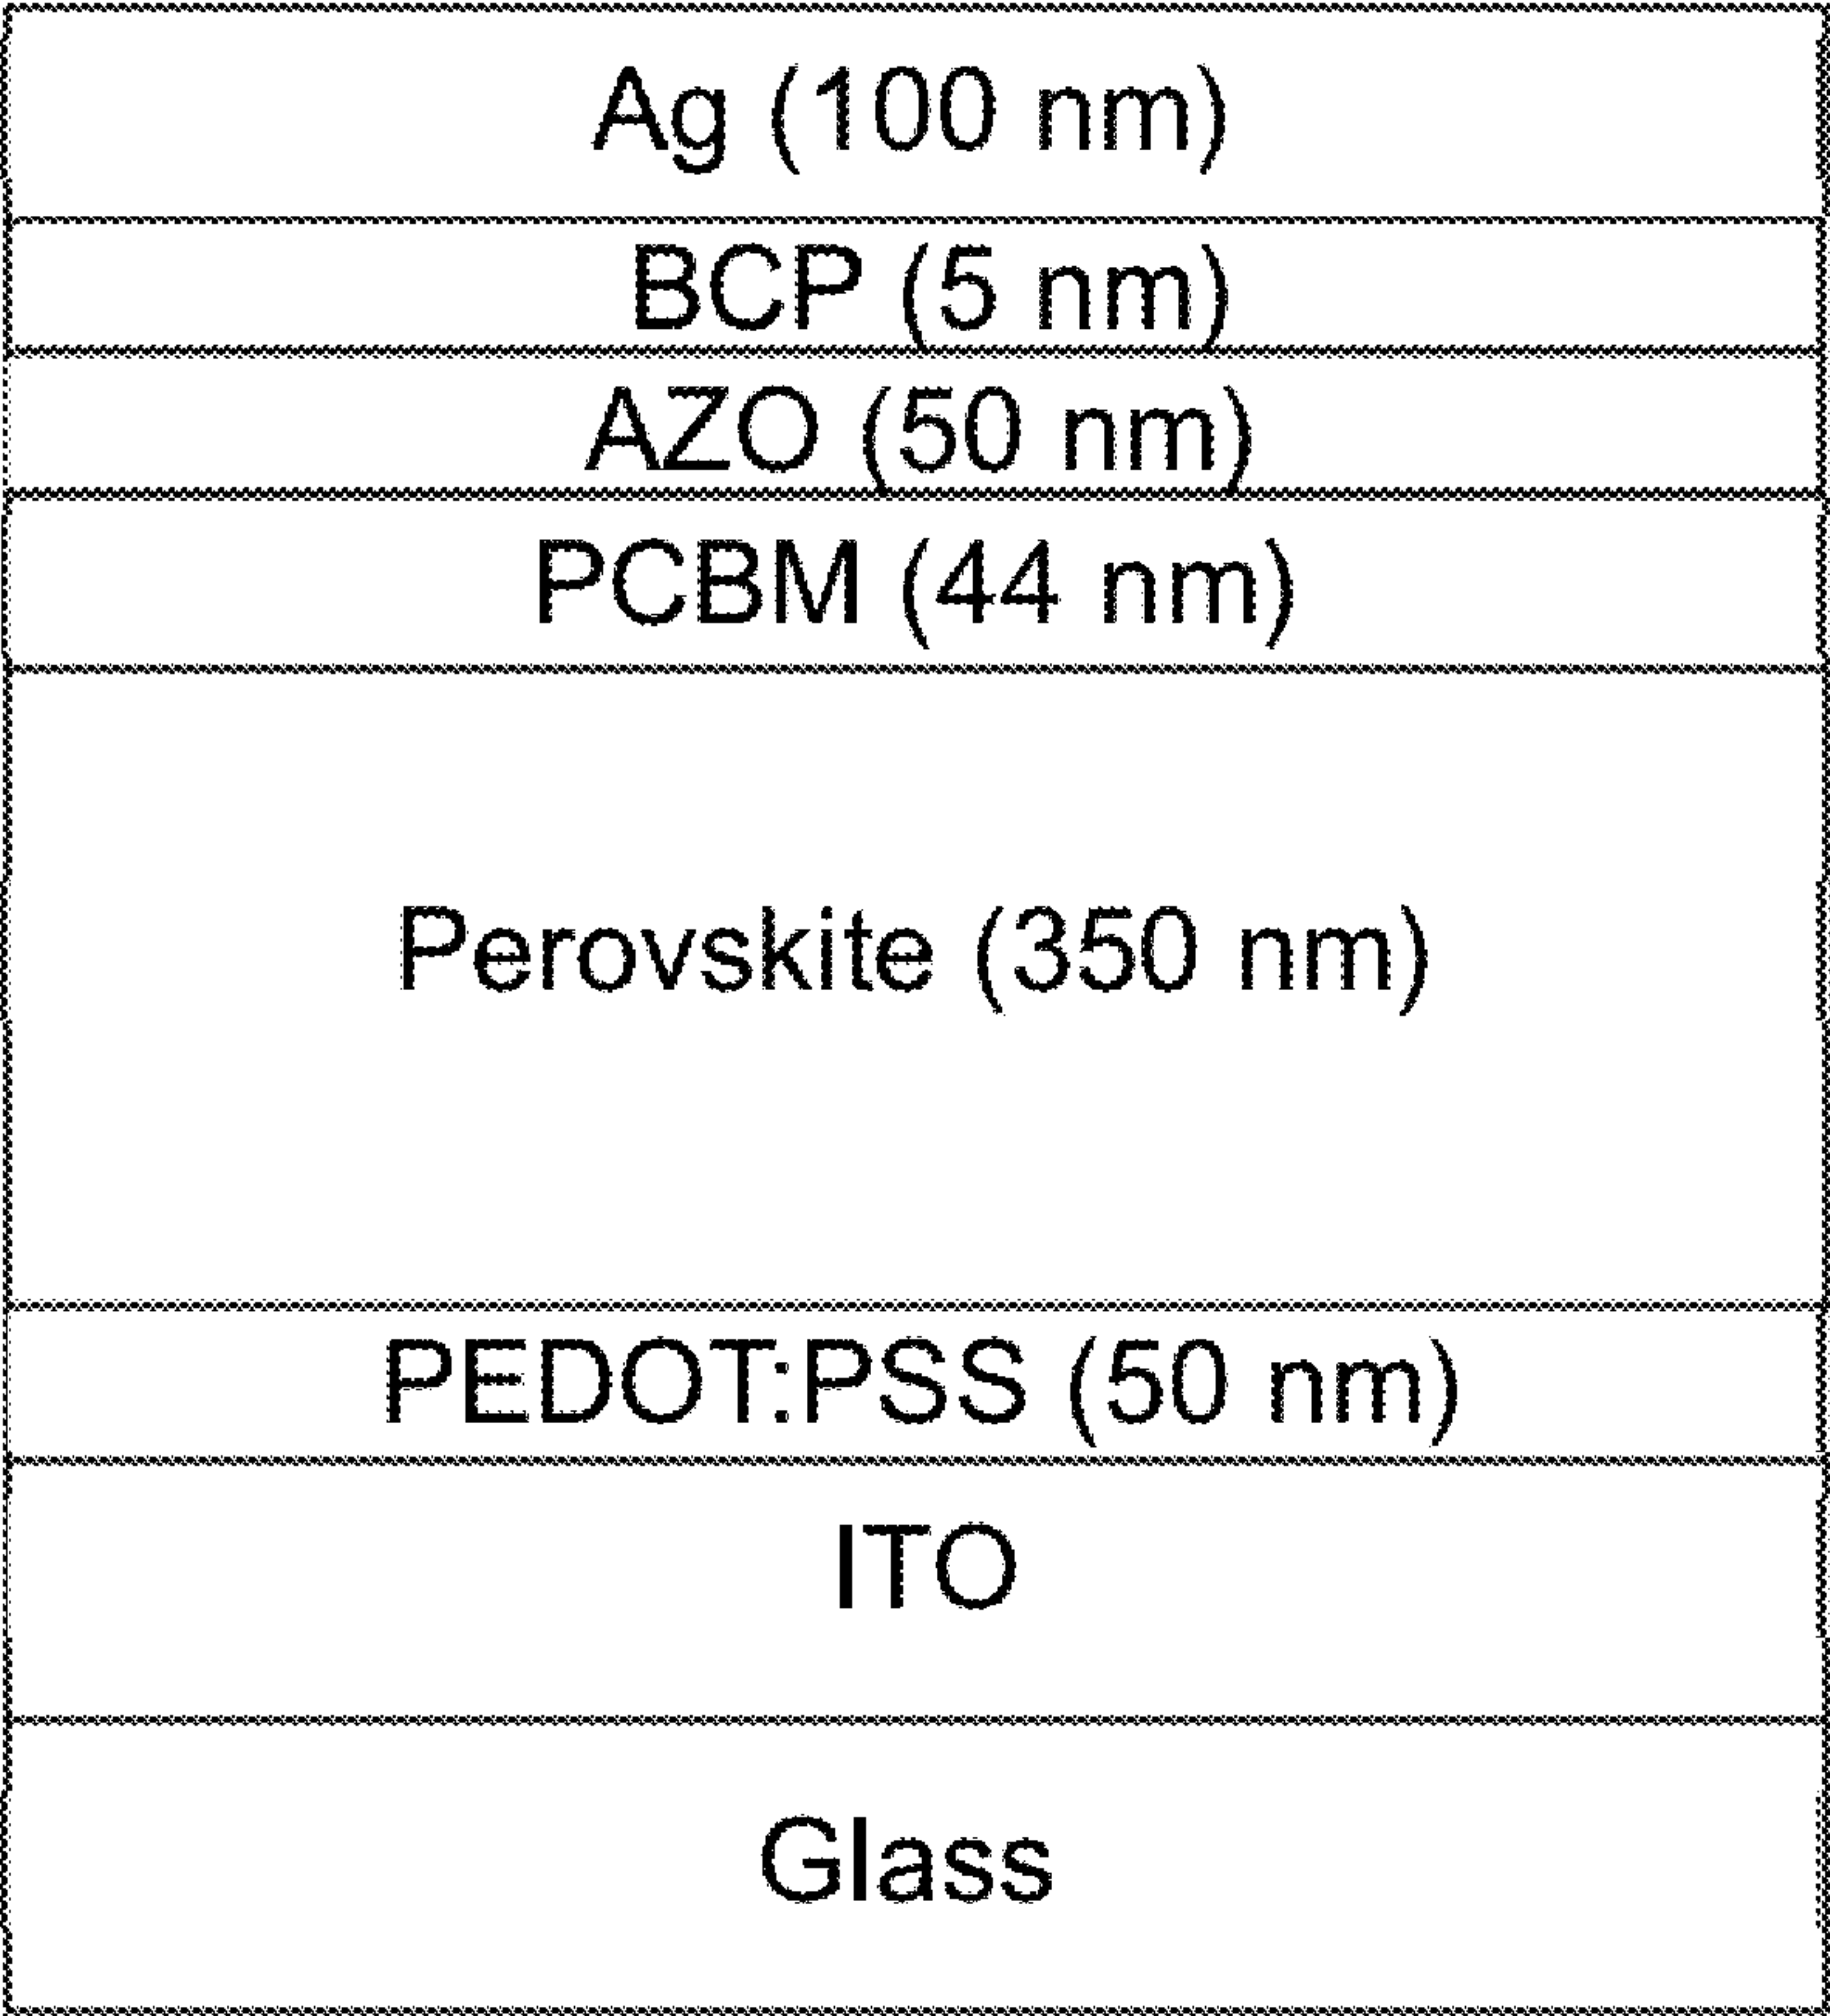 Ag (100 nm)
BCP (5 nm)
AZO (50 nm)
PCBM (44 nm)
Perovskite (350 nm)
PEDOT:PSS (50 nm)
ITO
Glass